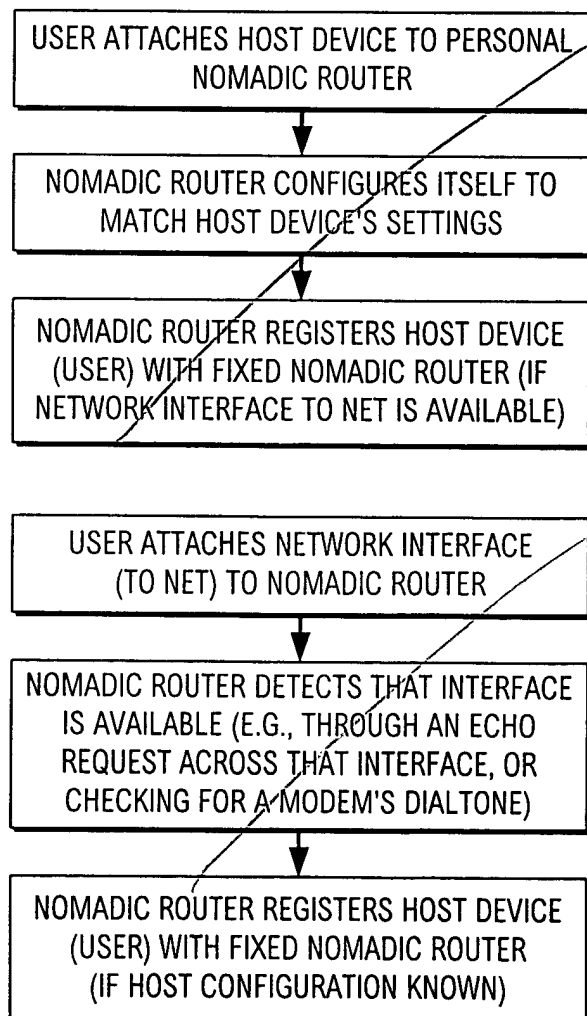 USER ATTACHES HOST DEVICE TO PERSONAL
NOMADIC ROUTER
NOMADIC ROUTER CONFIGURES ITSELF TO
MATCH HOST DEVICE'S SETTINGS
NOMADIC ROUTER REGISTERS HOST DEVICE
(USER) WITH FIXED NOMADIC ROUTER (IF
NETWORK INTERFACE TO NET IS AVAILABLE)
USER ATTACHES NETWORK INTERFACE
(TO NET) TO NOMADIC ROUTER
NOMADIC ROUTER DETECTS THAT INTERFACE
IS AVAILABLE (E.G., THROUGH AN ECHO
REQUEST ACROSS THAT INTERFACE, OR
CHECKING FOR A MODEM'S DIALTONE)
NOMADIC ROUTER REGISTERS HOST DEVICE
(USER) WITH FIXED NOMADIC ROUTER
(IF HOST CONFIGURATION KNOWN)